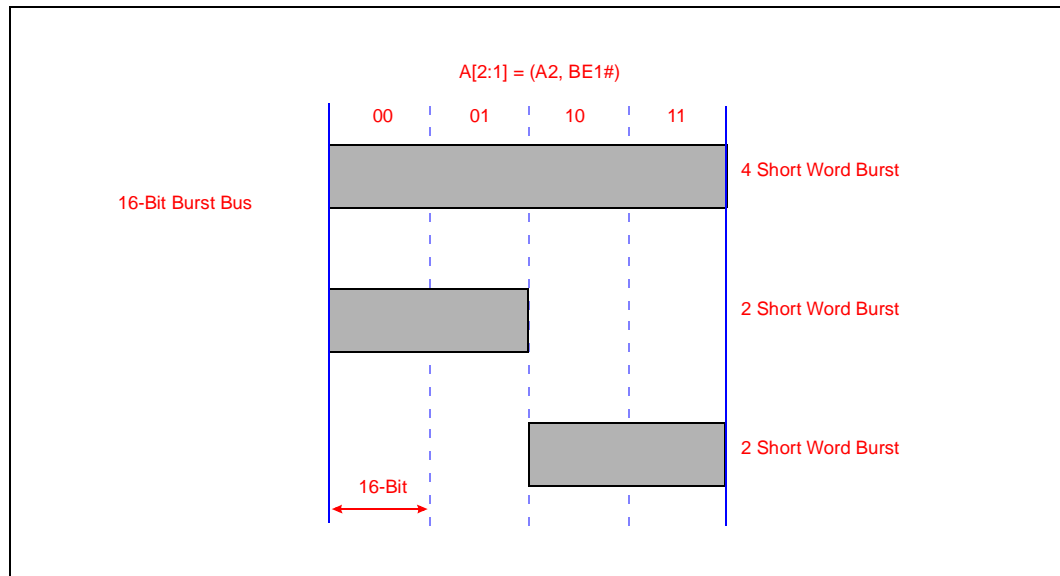 A[2:1] = (A2, BE1#)
00 01 10 11
4 Short Word Burst
16-Bit Burst Bus
2 Short Word Burst
2 Short Word Burst
16-Bit